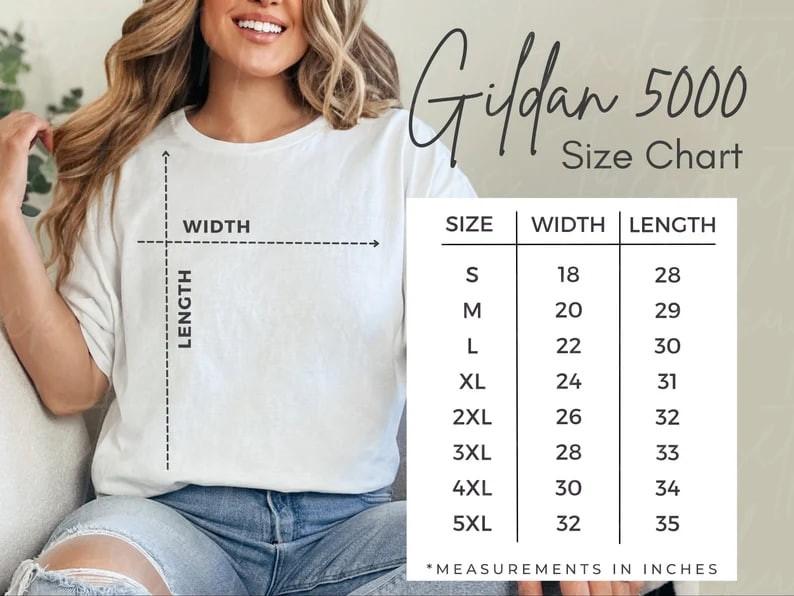 Gildan 5000
Size Chart
WIDTH
LENGTH
SIZE WIDTH LENGTH
S 18 28
M 20 29
L 22 30
XL 24 31
2XL 26 32
3XL 28 33
4XL 30 34
5XL 32 35
*MEASUREMENTS IN INCHES